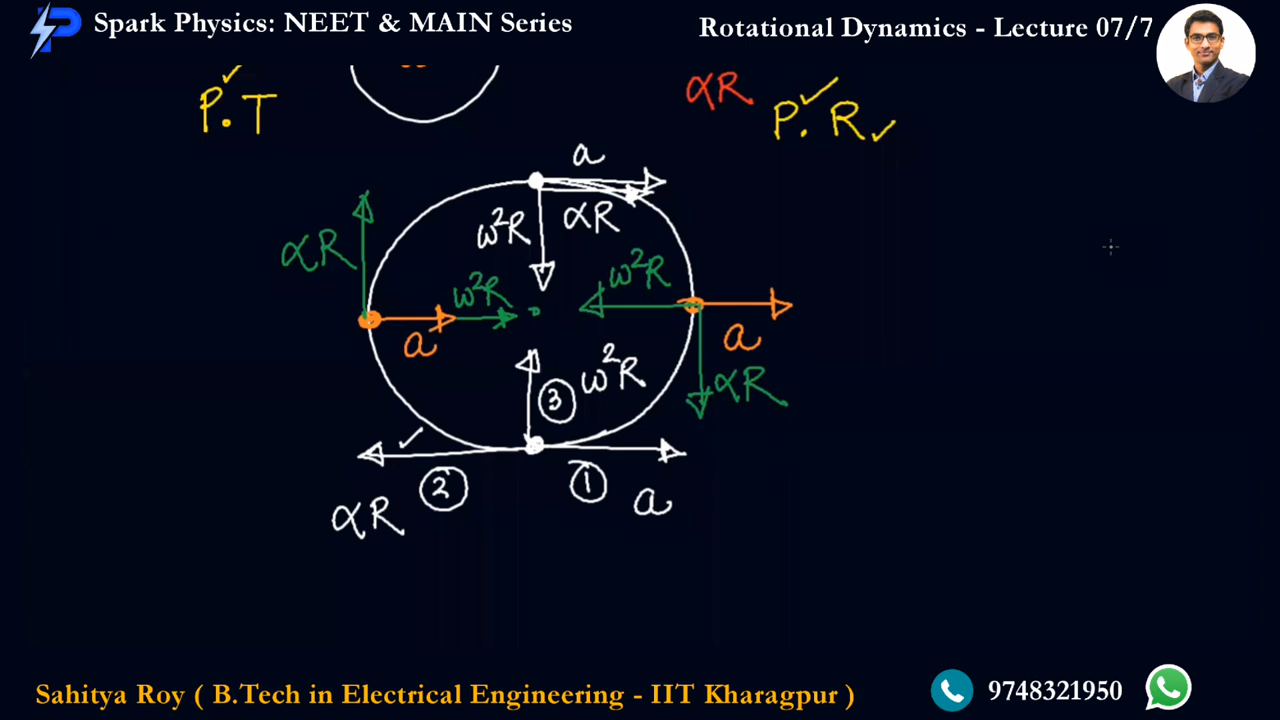 Spark Physics: NEET & MAIN Series
Rotational Dynamics - Lecture 07/7
P.T
αR
P.R
a
ω²R
αR
αR
ω²R
ω²R
a
a
ω²R
③
αR
②
①
a
αR
Sahitya Roy ( B.Tech in Electrical Engineering - IIT Kharagpur )
9748321950